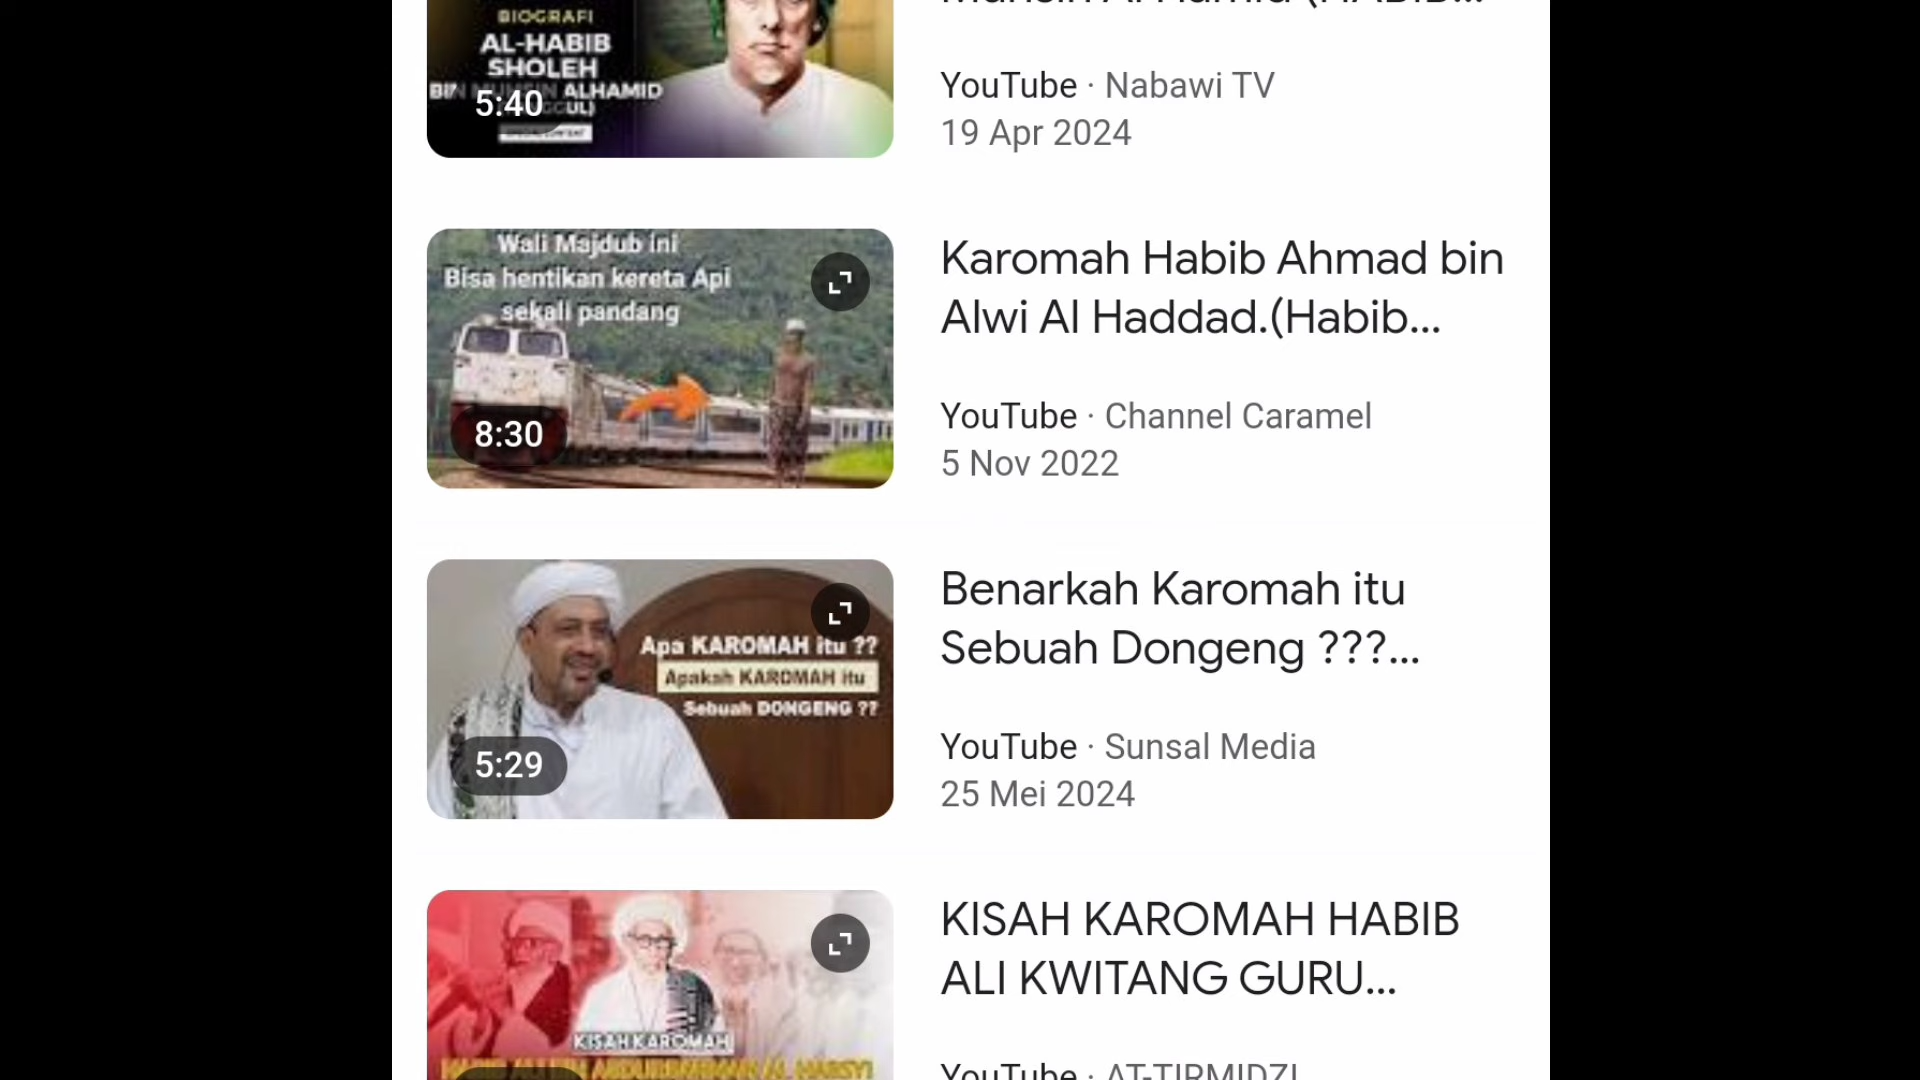 BIOGRAFI
AL-HABIB
SHOLEH
ALHAMID
5:40
YouTube · Nabawi TV
19 Apr 2024
Wali Majdub ini
Bisa hentikan kereta Api
sekali pandang
8:30
Karomah Habib Ahmad bin
Alwi Al Haddad.(Habib...
YouTube · Channel Caramel
5 Nov 2022
Apa KAROMAH itu ??
Apakah KAROMAH itu
Sebuah DONGENG ??
5:29
Benarkah Karomah itu
Sebuah Dongeng ???...
YouTube · Sunsal Media
25 Mei 2024
KISAH KAROMAH
KISAH KAROMAH HABIB
ALI KWITANG GURU...
YouTube · AT-TIRMIDZI